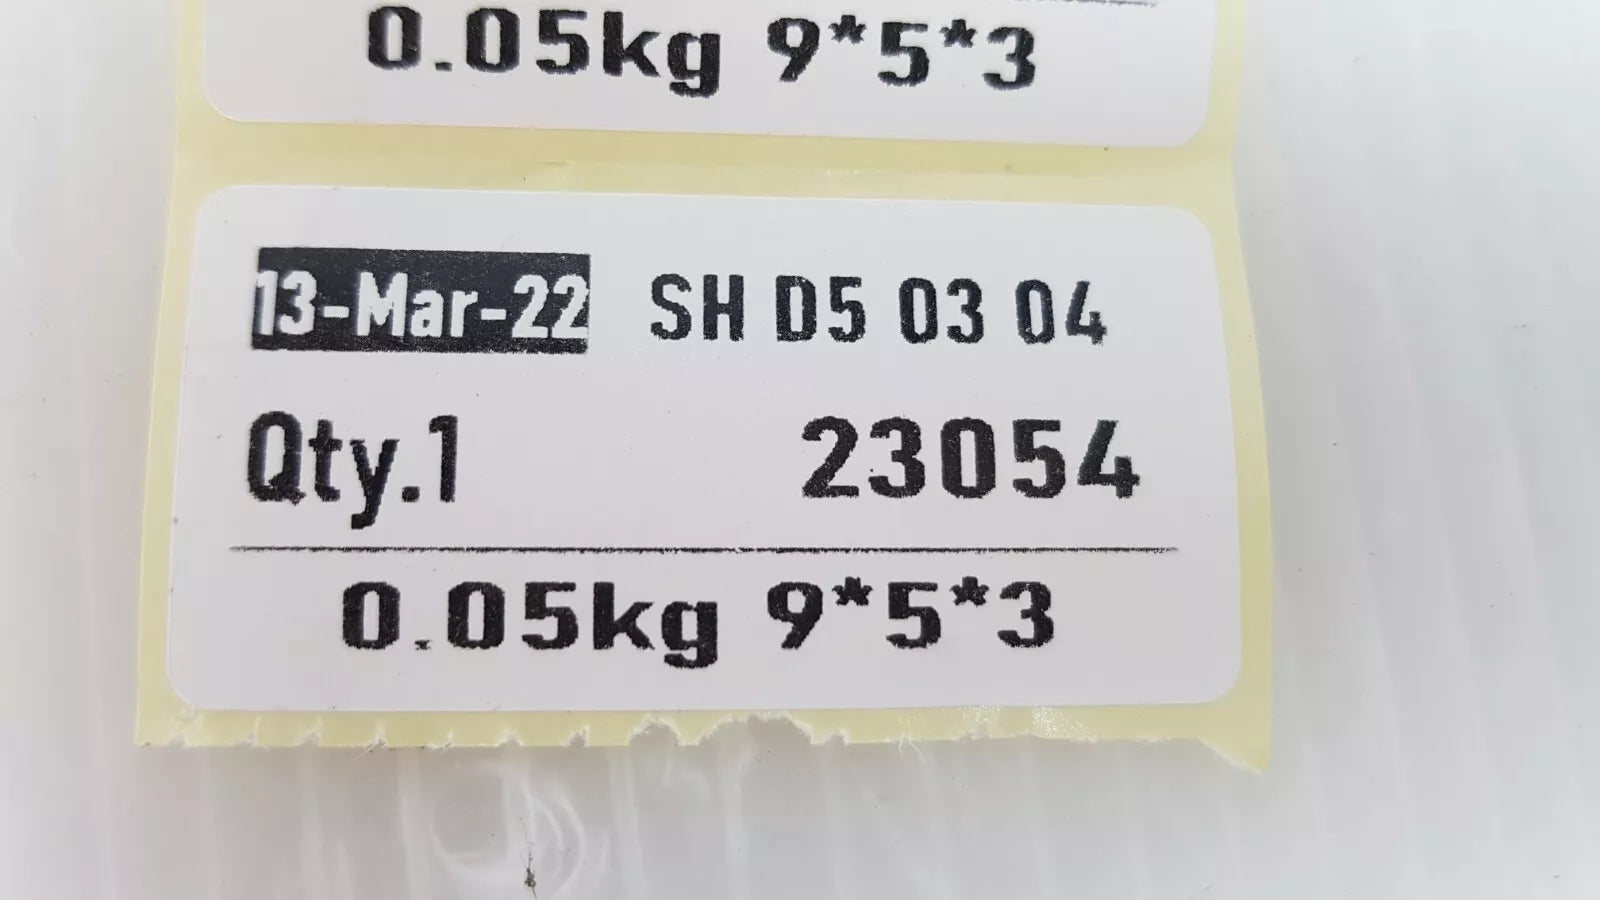 0.05kg 9*5*3
13-Mar-22 SH D5 03 04
Qty.1 23054
0.05kg 9*5*3